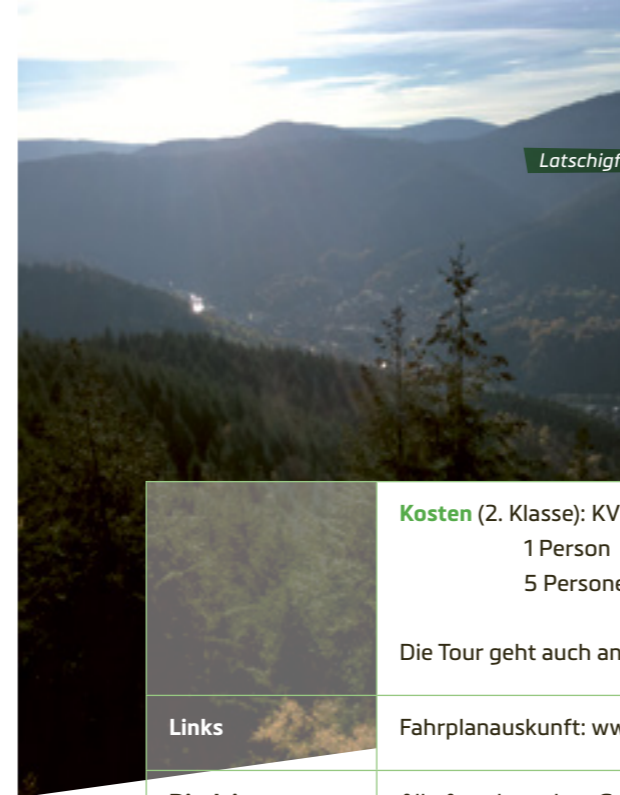 Latschigf
Kosten (2. Klasse): KV
1 Person
5 Persone
Die Tour geht auch an
Links
Fahrplanauskunft: ww